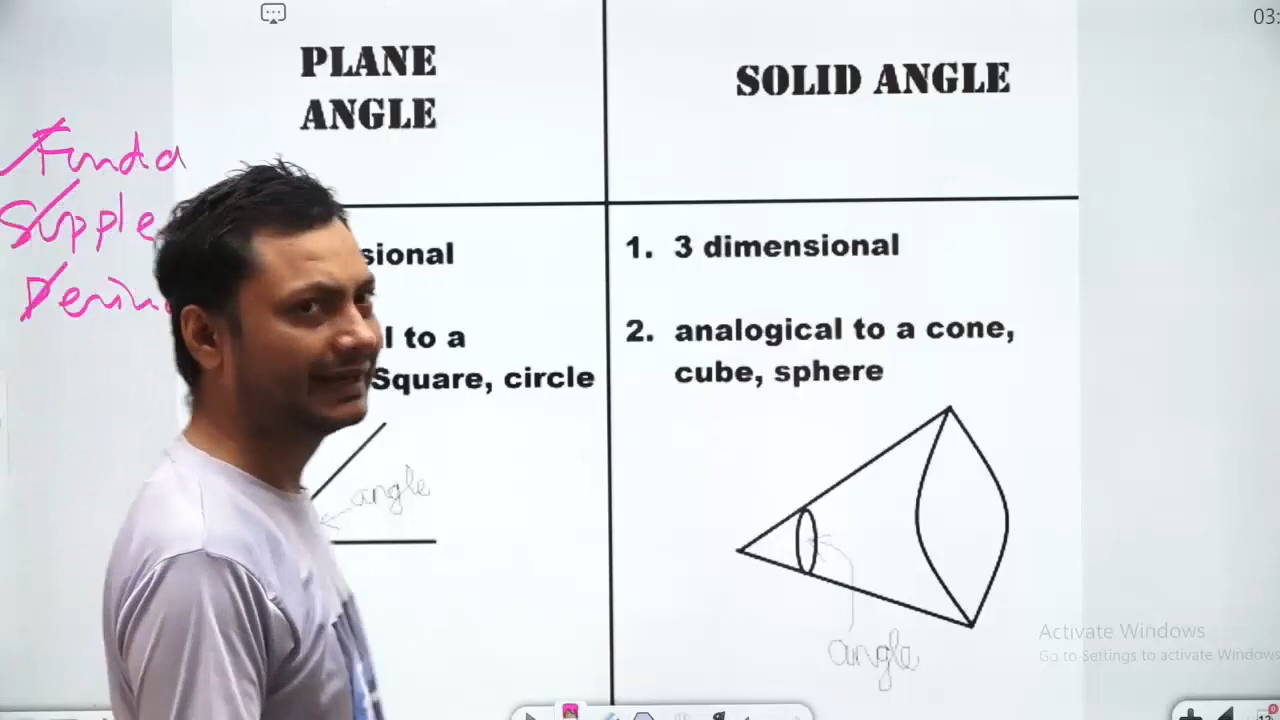 03:
PLANE
ANGLE
SOLID ANGLE
Funda
Supple
sional
1. 3 dimensional
l to a
Square, circle
2. analogical to a cone,
cube, sphere
angle
angle
Activate Windows
Go to Settings to activate Windows